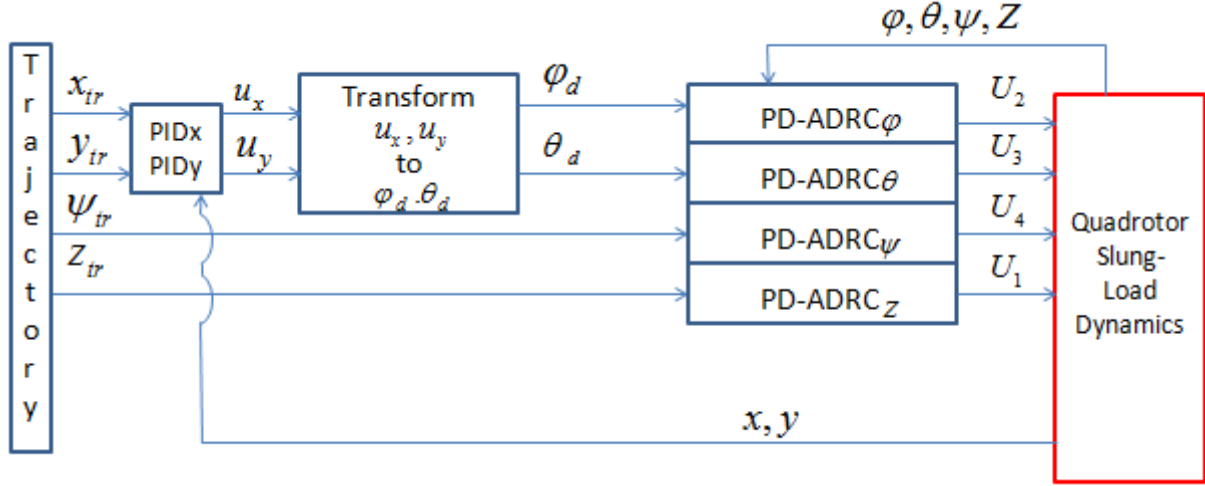 φ, θ, ψ, Z
Trajectory
x_tr
y_tr
ψ_tr
Z_tr
PIDx
PIDy
u_x
u_y
Transform
u_x, u_y
to
φ_d .θ_d
φ_d
θ_d
PD-ADRCφ
PD-ADRCθ
PD-ADRCψ
PD-ADRC_Z
U_2
U_3
U_4
U_1
Quadrotor
Slung-
Load
Dynamics
x, y